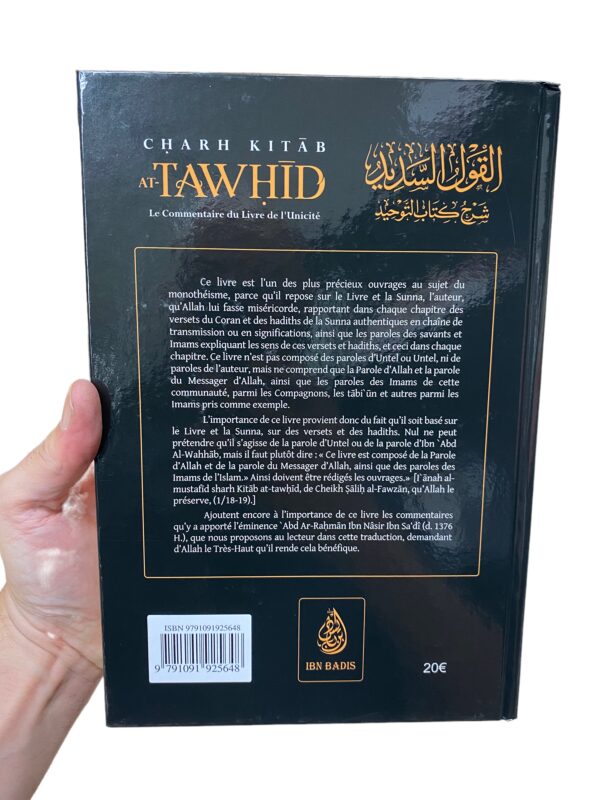 CḤARH KITĀB
AT-TAWḤĪD
Le Commentaire du Livre de l'Unicité
القول السديد
شرح كتاب التوحيد
Ce livre est l'un des plus précieux ouvrages au sujet du
monothéisme, parce qu'il repose sur le Livre et la Sunna, l'auteur,
qu'Allah lui fasse miséricorde, rapportant dans chaque chapitre des
versets du Coran et des hadiths de la Sunna authentiques en chaîne de
transmission ou en significations, ainsi que les paroles des savants et
Imams expliquant les sens de ces versets et hadiths, et ceci dans chaque
chapitre. Ce livre n'est pas composé des paroles d'Untel ou Untel, ni de
paroles de l'auteur, mais ne comprend que la Parole d'Allah et la parole
du Messager d'Allah, ainsi que les paroles des Imams de cette
communauté, parmi les Compagnons, les tābi`ūn et autres parmi les
Imams pris comme exemple.
L'importance de ce livre provient donc du fait qu'il soit basé sur
le Livre et la Sunna, sur des versets et des hadiths. Nul ne peut
prétendre qu'il s'agisse de la parole d'Untel ou de la parole d'Ibn `Abd
Al-Wahhāb, mais il faut plutôt dire : « Ce livre est composé de la Parole
d'Allah et de la parole du Messager d'Allah, ainsi que des paroles des
Imams de l'Islam.» Ainsi doivent être rédigés les ouvrages.» [I`ānah al-
mustafīd sharh Kitāb at-tawḥīd, de Cheikh Ṣāliḥ al-Fawzān, qu'Allah le
préserve, (1/18-19).]
Ajoutent encore à l'importance de ce livre les commentaires
qu'y a apporté l'éminence `Abd Ar-Raḥmān Ibn Nâsir Ibn Sa'dî (d. 1376
H.), que nous proposons au lecteur dans cette traduction, demandant
d'Allah le Très-Haut qu'il rende cela bénéfique.
ISBN 9791091925648
9 791091 925648
IBN BADIS
20€